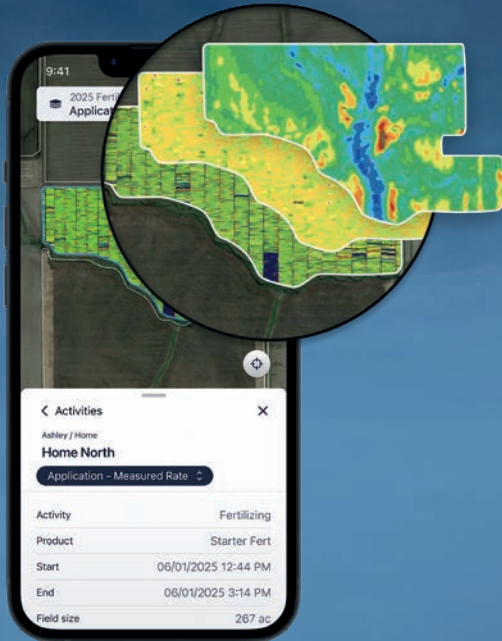 9:41
2025 Fertil
Applicat
< Activities
Ashley / Home
Home North
Application - Measured Rate
Activity Fertilizing
Product Starter Fert
Start 06/01/2025 12:44 PM
End 06/01/2025 3:14 PM
Field size 267 ac